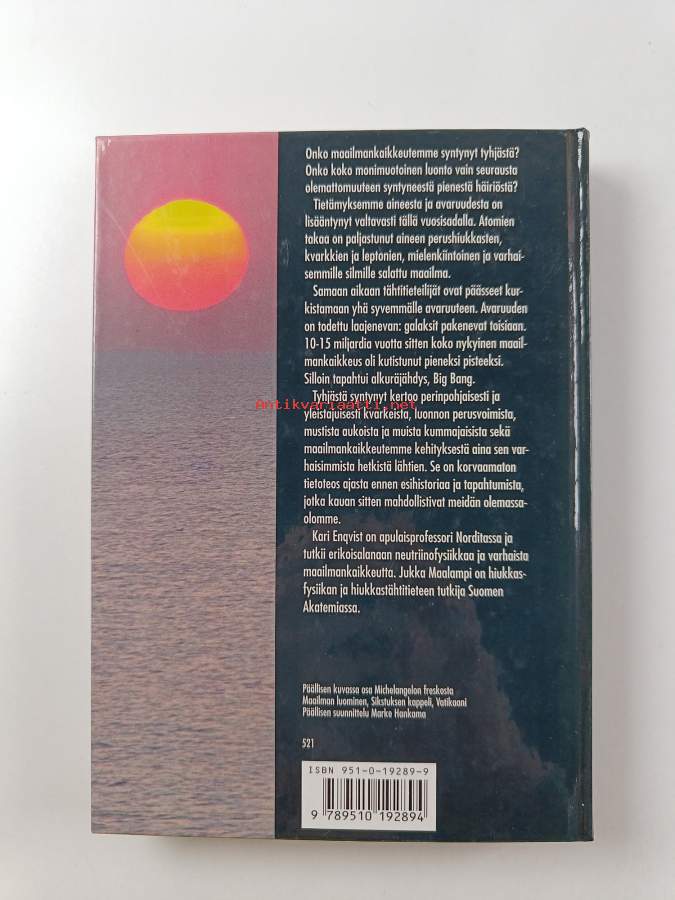 Onko maailmankaikkeutemme syntynyt tyhjästä?
Onko koko monimuotoinen luonto vain seurausta
olemattomuuteen syntyneestä pienestä häiriöstä?
Tietämyksemme aineesta ja avaruudesta on
lisääntynyt valtavasti tällä vuosisadalla. Atomien
takaa on paljastunut aineen perushiukkasten,
kvarkkien ja leptonien, mielenkiintoinen ja varhai-
semmille silmille salattu maailma.
Samaan aikaan tähtitieteilijät ovat päässeet kur-
kistamaan yhä syvemmälle avaruuteen. Avaruuden
on todettu laajenevan: galaksit pakenevat toisiaan.
10-15 miljardia vuotta sitten koko nykyinen maail-
mankaikkeus oli kutistunut pieneksi pisteeksi.
Silloin tapahtui alkuräjähdys, Big Bang.
Tyhjästä syntynyt kertoo perinpohjaisesti ja
Antikvariaatti.net
yleistajuisesti kvarkeista, luonnon perusvoimista,
mustista aukoista ja muista kummajaisista sekä
maailmankaikkeutemme kehityksestä aina sen var-
haisimmista hetkistä lähtien. Se on korvaamaton
tietoteos ajasta ennen esihistoriaa ja tapahtumista,
jotka kauan sitten mahdollistivat meidän olemassa-
olomme.
Kari Enqvist on apulaisprofessori Norditassa ja
tutkii erikoisalanaan neutriinofysiikkaa ja varhaista
maailmankaikkeutta. Jukka Maalampi on hiukkas-
fysiikan ja hiukkastähtitieteen tutkija Suomen
Akatemiassa.
Päällisen kuvassa osa Michelangelon freskosta
Maailman luominen, Sikstuksen kappeli, Vatikaani
Päällisen suunnittelu Marko Hankama
521
ISBN 951-0-19289-9
9 789510 192894